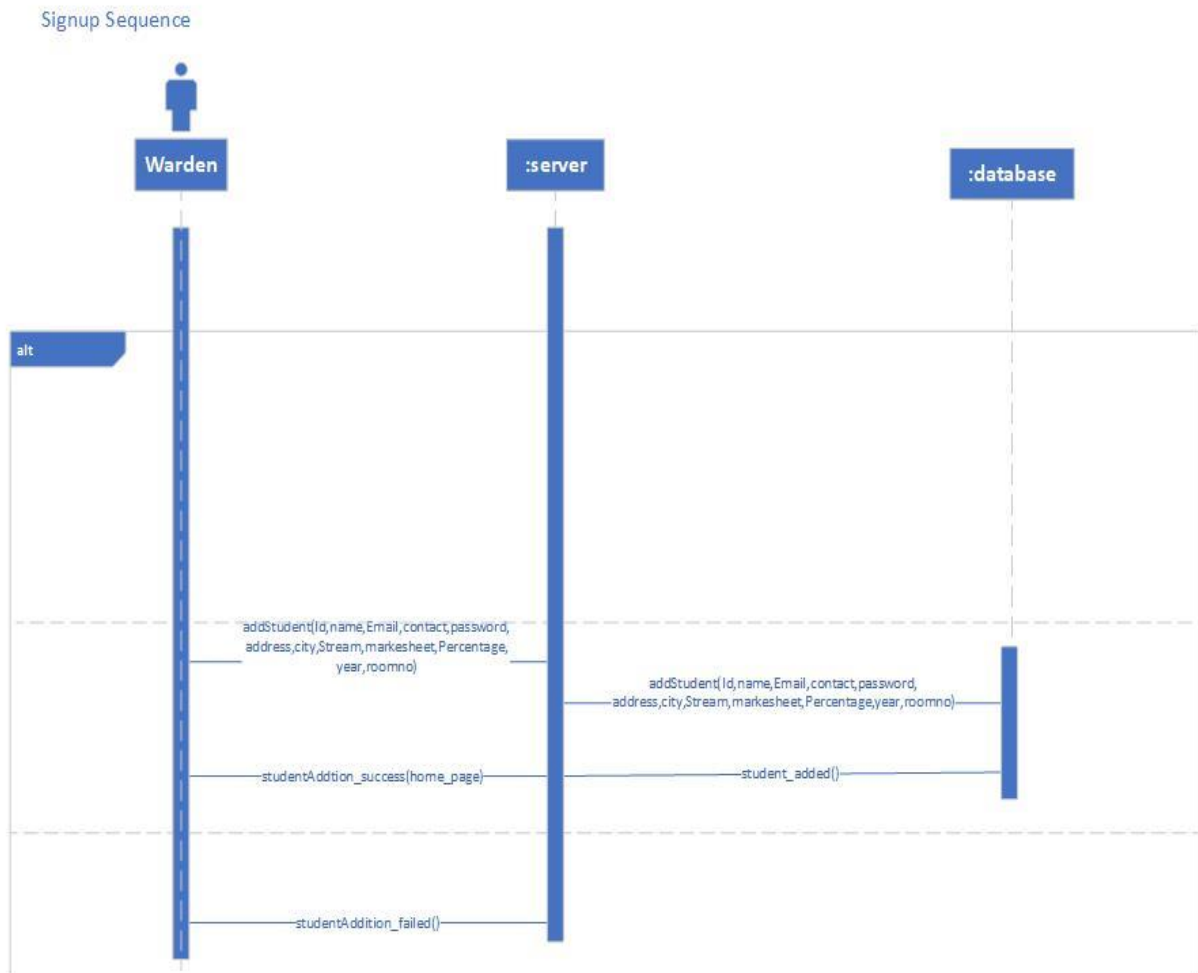 Signup Sequence
Warden
:server
:database
alt
addStudent(Id,name,Email,contact,password,
address,city,Stream,markesheet,Percentage,
year,roomno)
addStudent(Id,name,Email,contact,password,
address,city,Stream,markesheet,Percentage,year,roomno)
studentAddtion_success(home_page)
student_added()
studentAddition_failed()